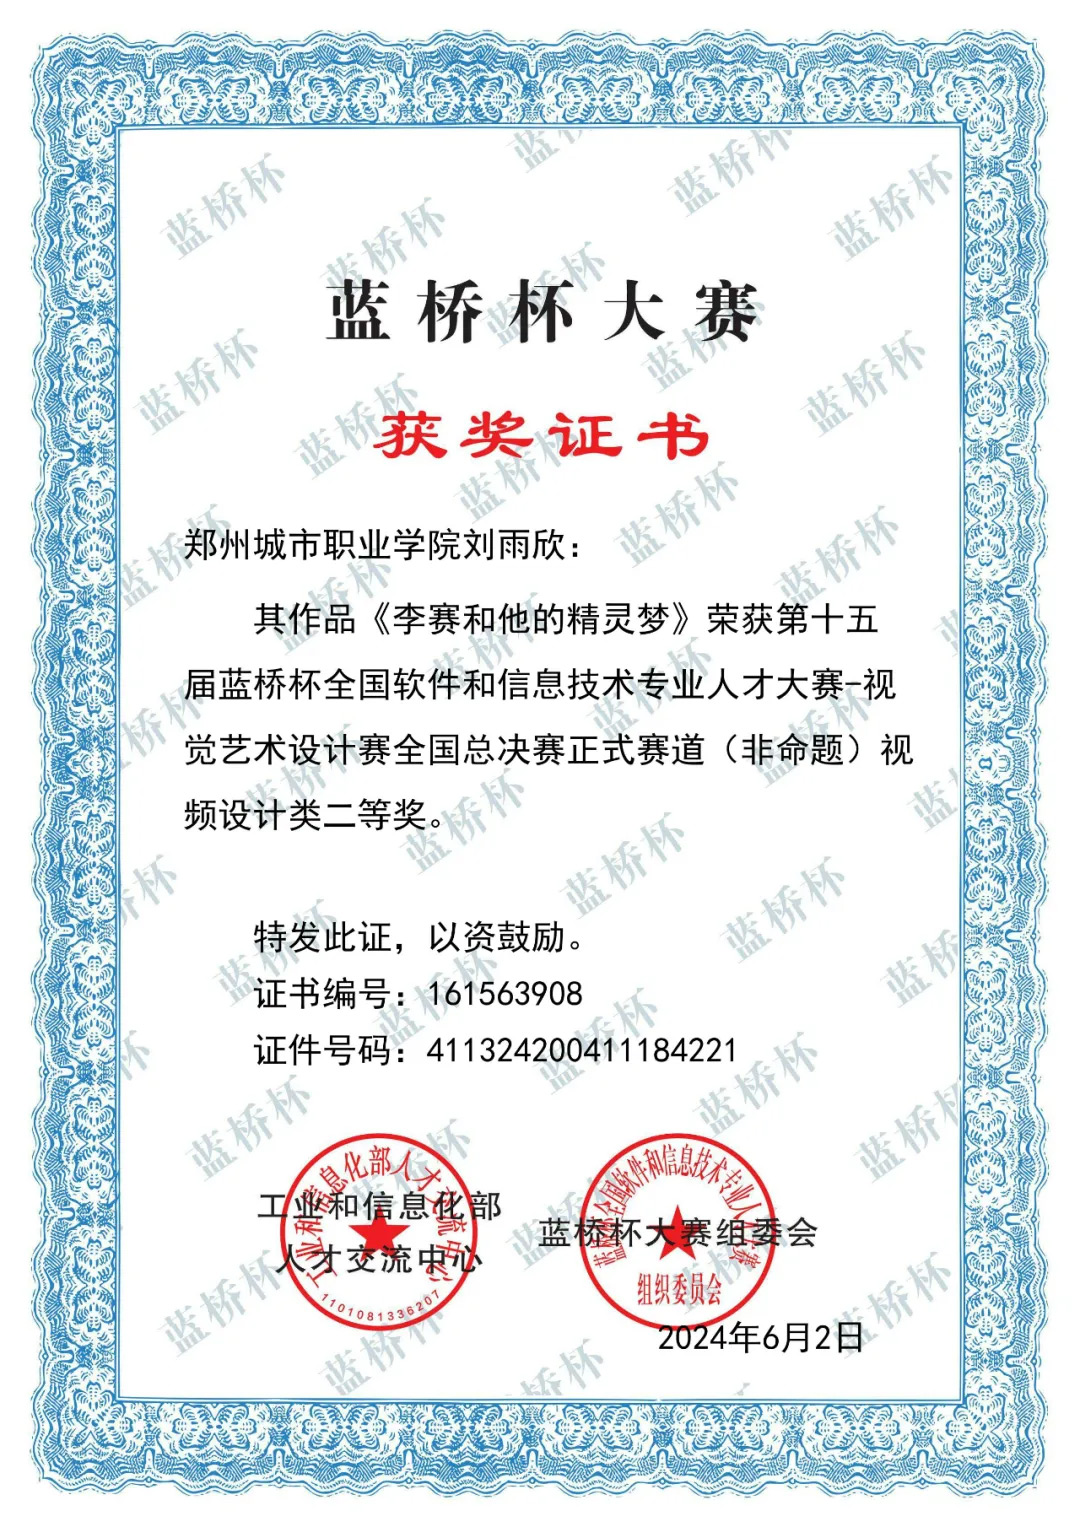 蓝桥杯大赛
获奖证书
郑州城市职业学院刘雨欣：
其作品《李赛和他的精灵梦》荣获第十五
届蓝桥杯全国软件和信息技术专业人才大赛-视
觉艺术设计赛全国总决赛正式赛道（非命题）视
频设计类二等奖。
特发此证，以资鼓励。
证书编号：161563908
证件号码：411324200411184221
工业和信息化部
人才交流中心
工业和信息化部人才交流中心
1101081336207
蓝桥杯大赛组委会
蓝桥杯全国软件和信息技术专业人才大赛
组织委员会
2024年6月2日
蓝桥杯